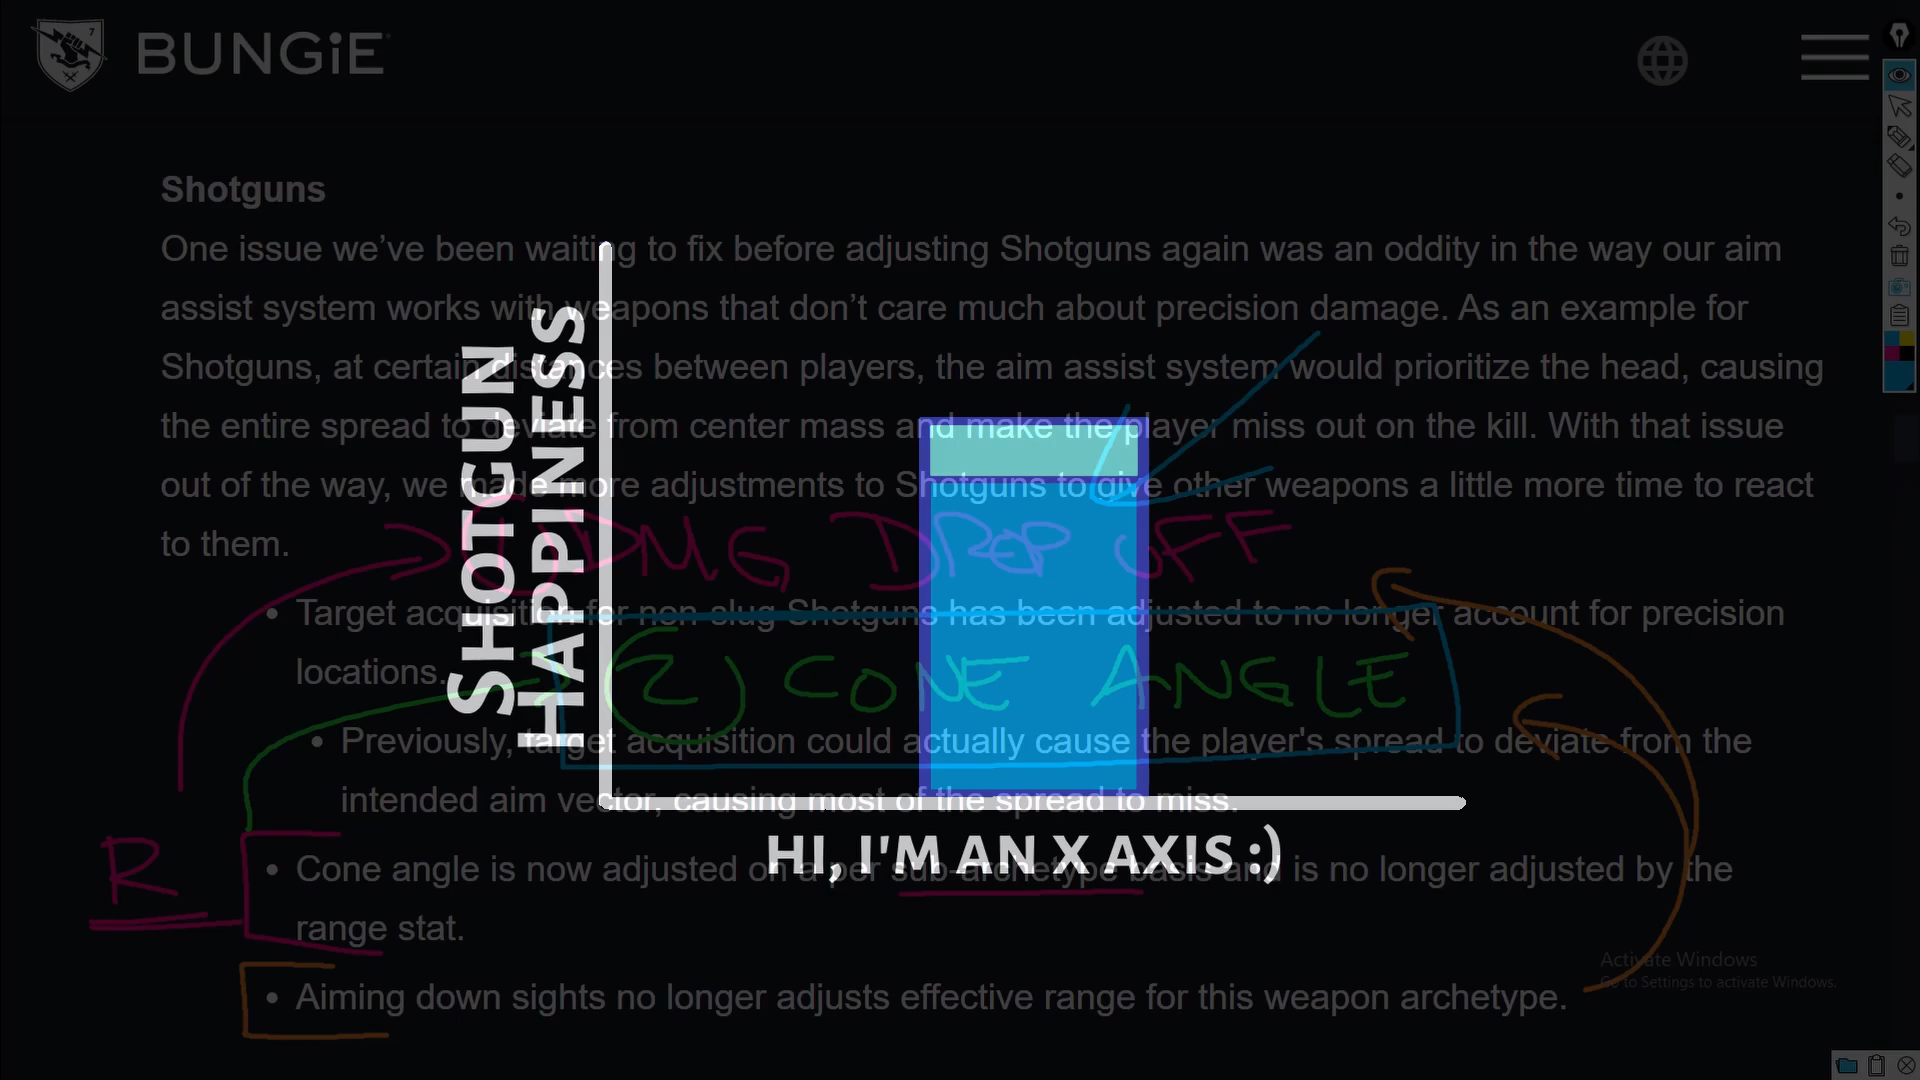 7
BUNGiE
Shotguns
One issue we’ve been waiting to fix before adjusting Shotguns again was an oddity in the way our aim
assist system works with weapons that don’t care much about precision damage. As an example for
Shotguns, at certain distances between players, the aim assist system would prioritize the head, causing
the entire spread to deviate from center mass and make the player miss out on the kill. With that issue
out of the way, we made more adjustments to Shotguns to give other weapons a little more time to react
to them.
① DMG DROP OFF
Target acquisition for non-slug Shotguns has been adjusted to no longer account for precision
locations.
② CONE ANGLE
Previously, target acquisition could actually cause the player's spread to deviate from the
intended aim vector, causing most of the spread to miss.
R
Cone angle is now adjusted on a per sub-archetype basis and is no longer adjusted by the
range stat.
Aiming down sights no longer adjusts effective range for this weapon archetype.
SHOTGUN
HAPPINESS
HI, I'M AN X AXIS :)
Activate Windows
Go to Settings to activate Windows.